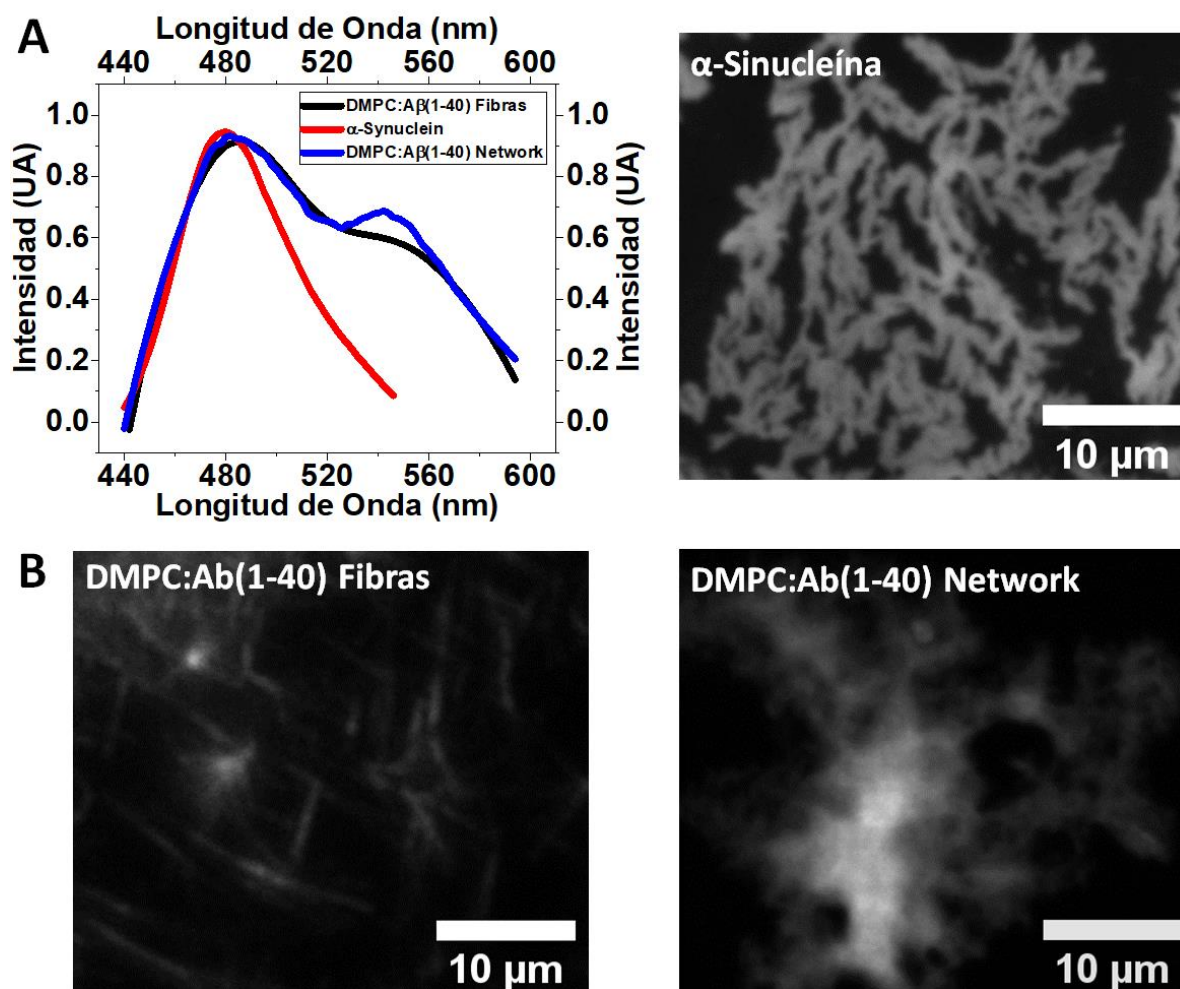 A
Longitud de Onda (nm)
440 480 520 560 600
Intensidad (UA)
1.0
0.8
0.6
0.4
0.2
0.0
DMPC:Aβ(1-40) Fibras
α-Synuclein
DMPC:Aβ(1-40) Network
1.0
0.8
0.6
0.4
0.2
0.0
Intensidad (UA)
440 480 520 560 600
Longitud de Onda (nm)
α-Sinucleína
10 µm
B
DMPC:Ab(1-40) Fibras
10 µm
DMPC:Ab(1-40) Network
10 µm